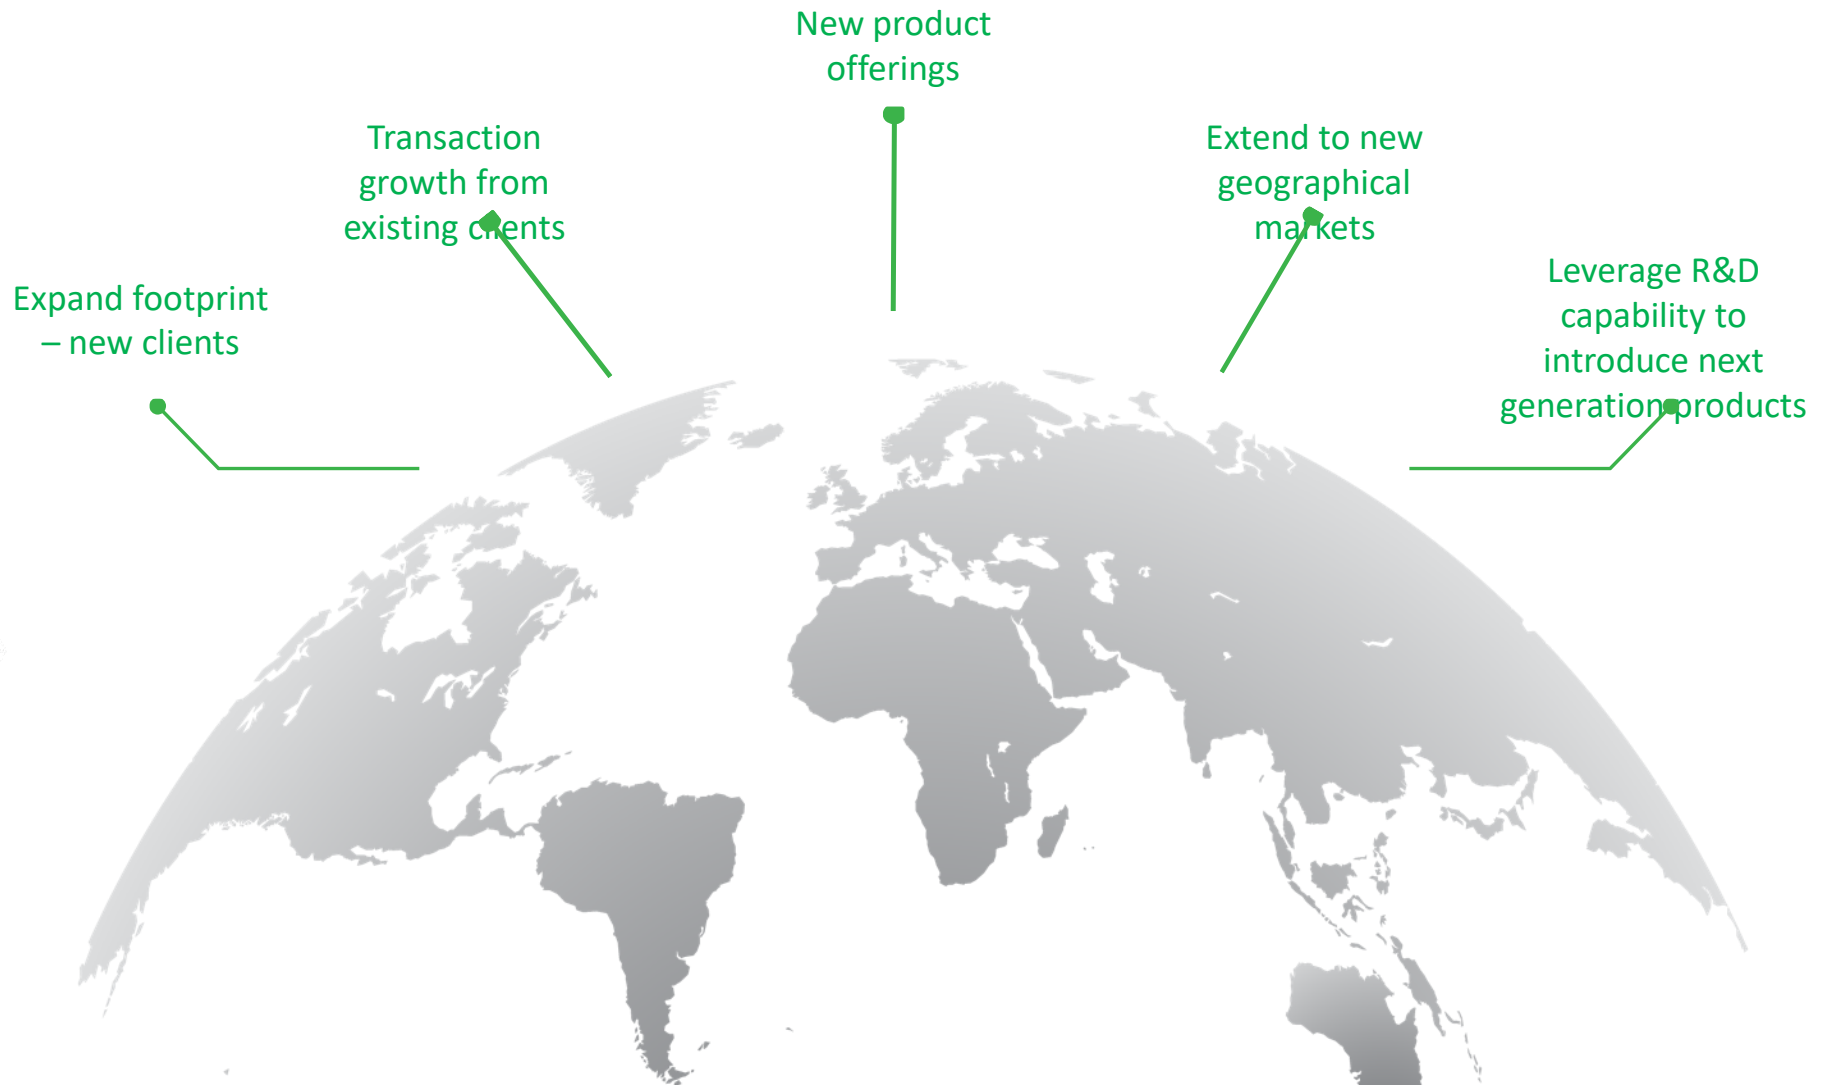 New product
offerings
Transaction
growth from
existing clients
Extend to new
geographical
markets
Expand footprint
– new clients
Leverage R&D
capability to
introduce next
generation products